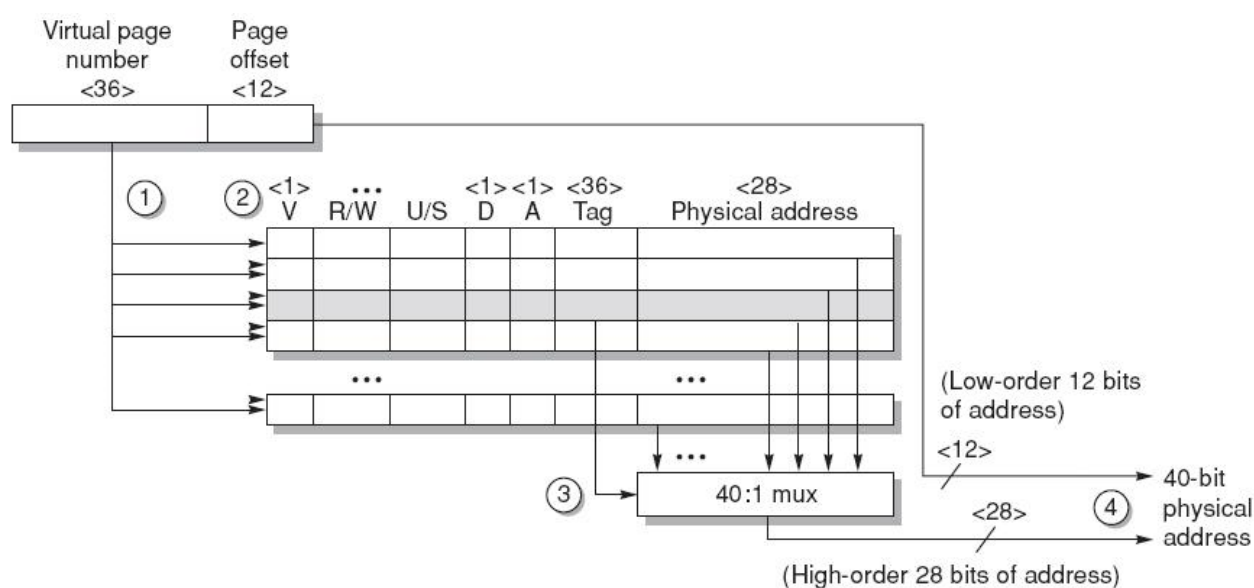 Virtual page
number
<36>
Page
offset
<12>
1
2
<1>
V
•••
R/W
U/S
<1>
D
<1>
A
<36>
Tag
<28>
Physical address
•••
•••
(Low-order 12 bits
of address)
•••
<12>
3
40:1 mux
<28>
4
40-bit
physical
address
(High-order 28 bits of address)